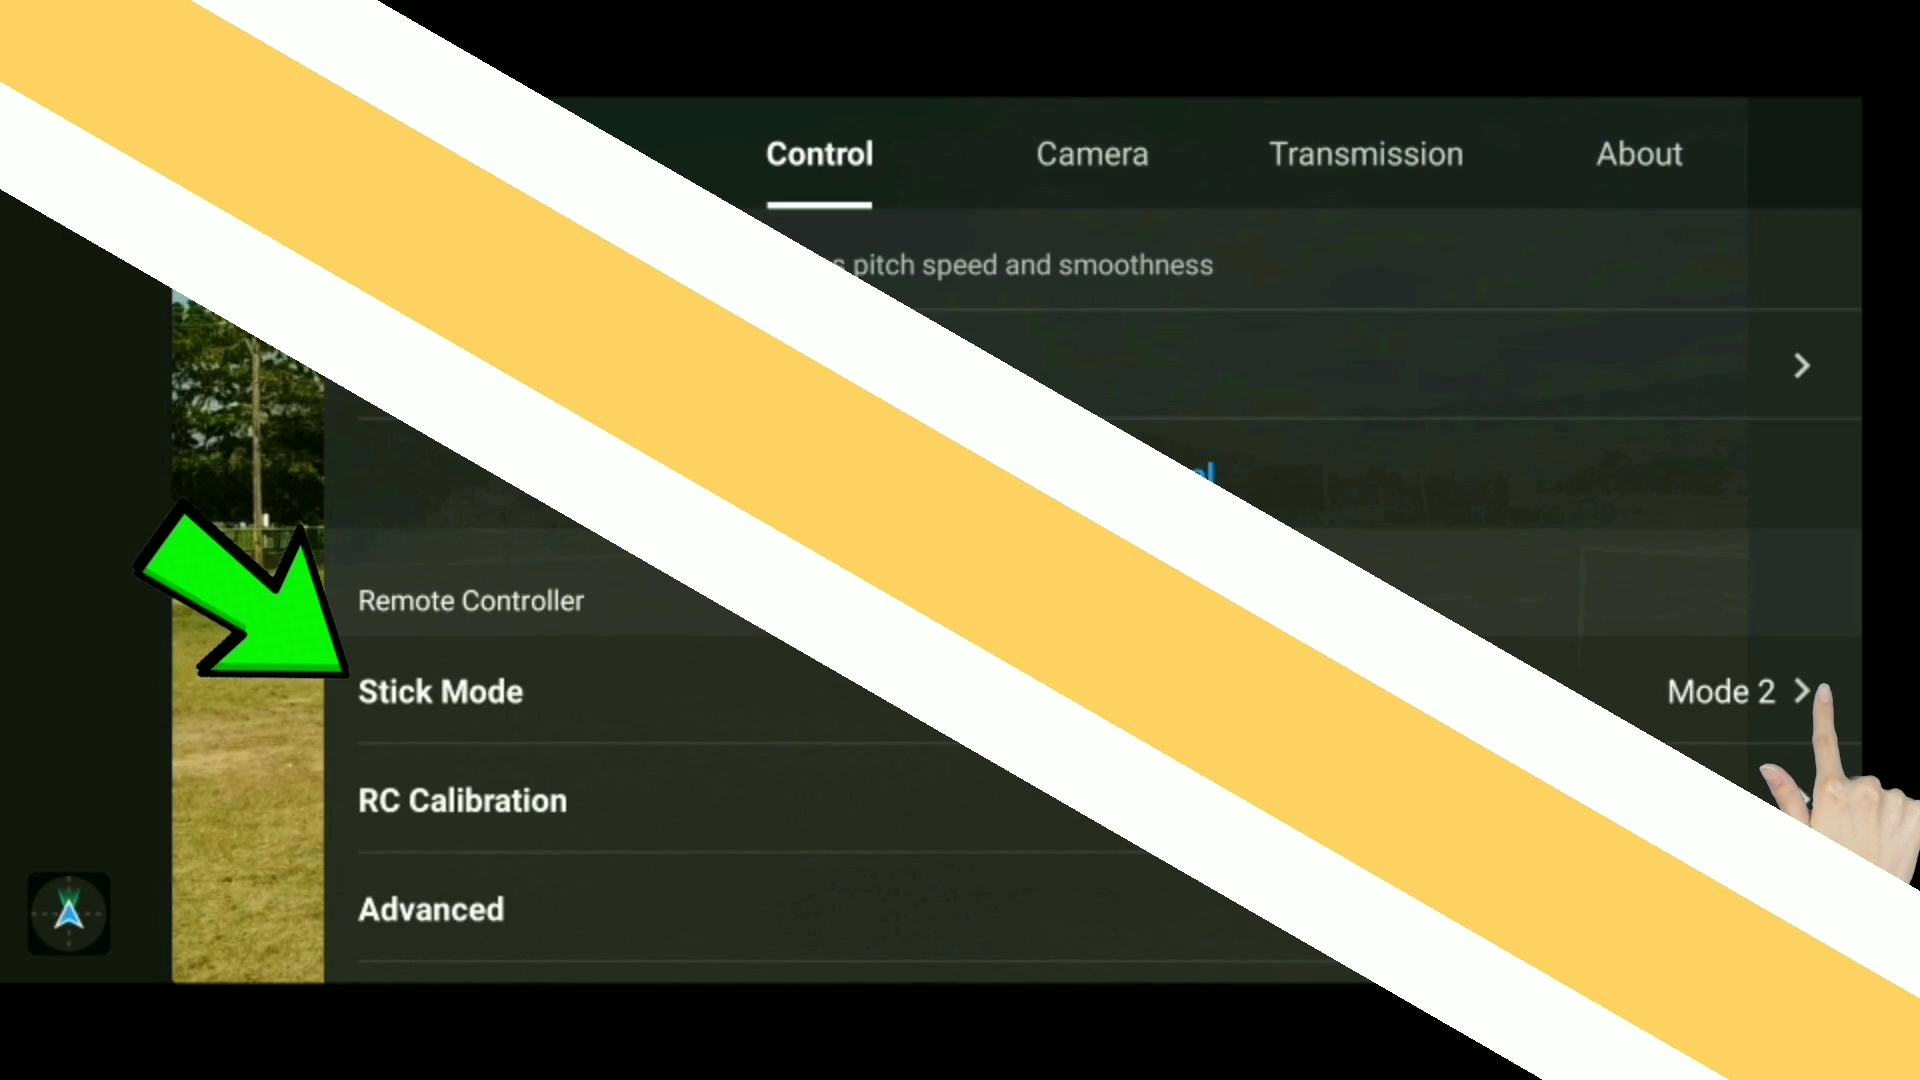 Control Camera Transmission About
pitch speed and smoothness
Remote Controller
Stick Mode Mode 2
RC Calibration
Advanced